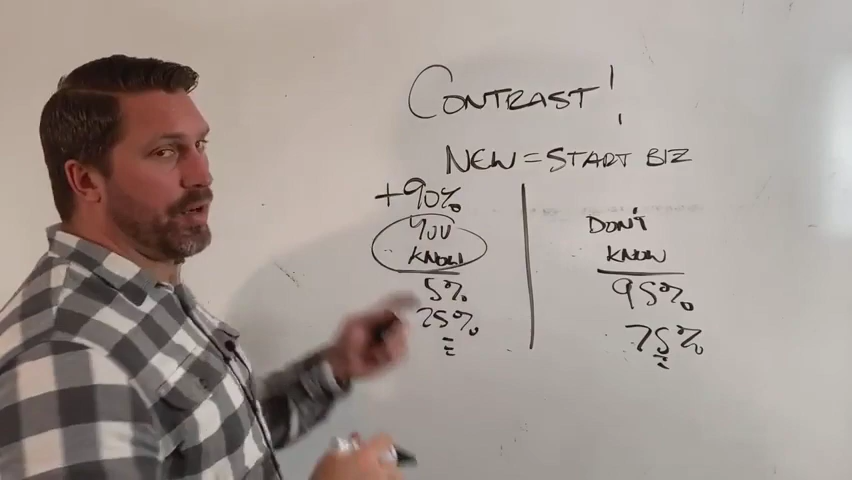 CONTRAST!
NEW = START BIZ
+90%
YOU
KNOW
5%
25%
DON'T
KNOW
95%
75%